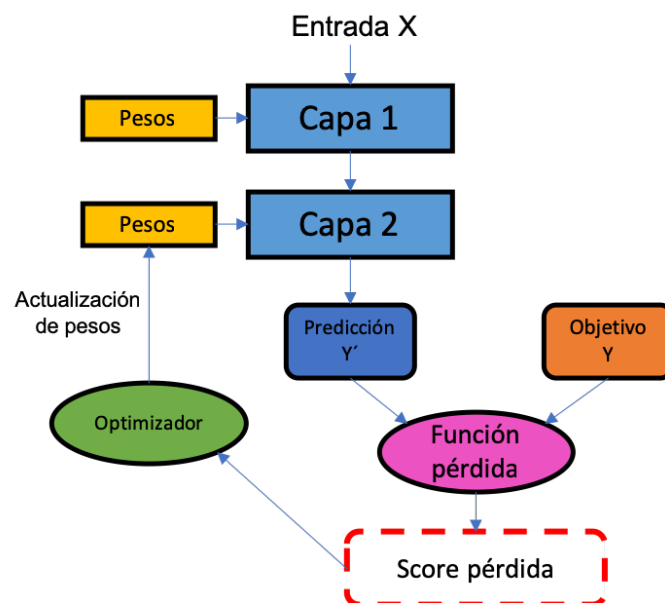 Entrada X
Pesos
Capa 1
Pesos
Capa 2
Actualización
de pesos
Predicción
Y´
Objetivo
Y
Optimizador
Función
pérdida
Score pérdida